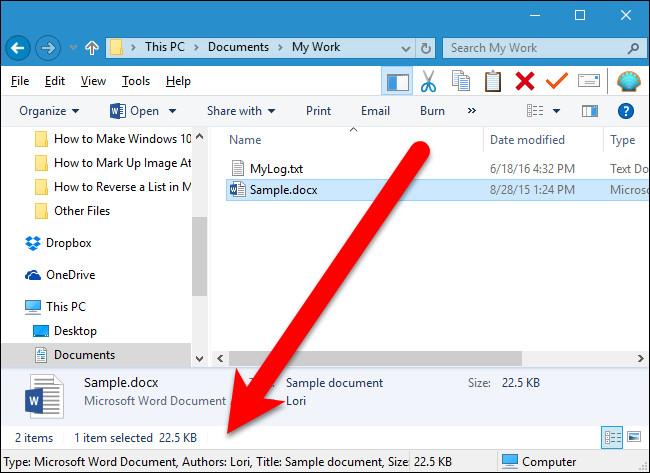 This PC Documents My Work Search My Work
File Edit View Tools Help
Organize Open Share with Print Email Burn »
How to Make Windows 10
How to Mark Up Image At
How to Reverse a List in M
Other Files
Dropbox
OneDrive
This PC
Desktop
Documents
Name Date modified Type
MyLog.txt 6/18/16 4:32 PM Text Do
Sample.docx 8/28/15 1:24 PM Microso
Sample.docx Sample document Size: 22.5 KB
Microsoft Word Document Lori
2 items 1 item selected 22.5 KB
Type: Microsoft Word Document, Authors: Lori, Title: Sample document, Size 22.5 KB Computer